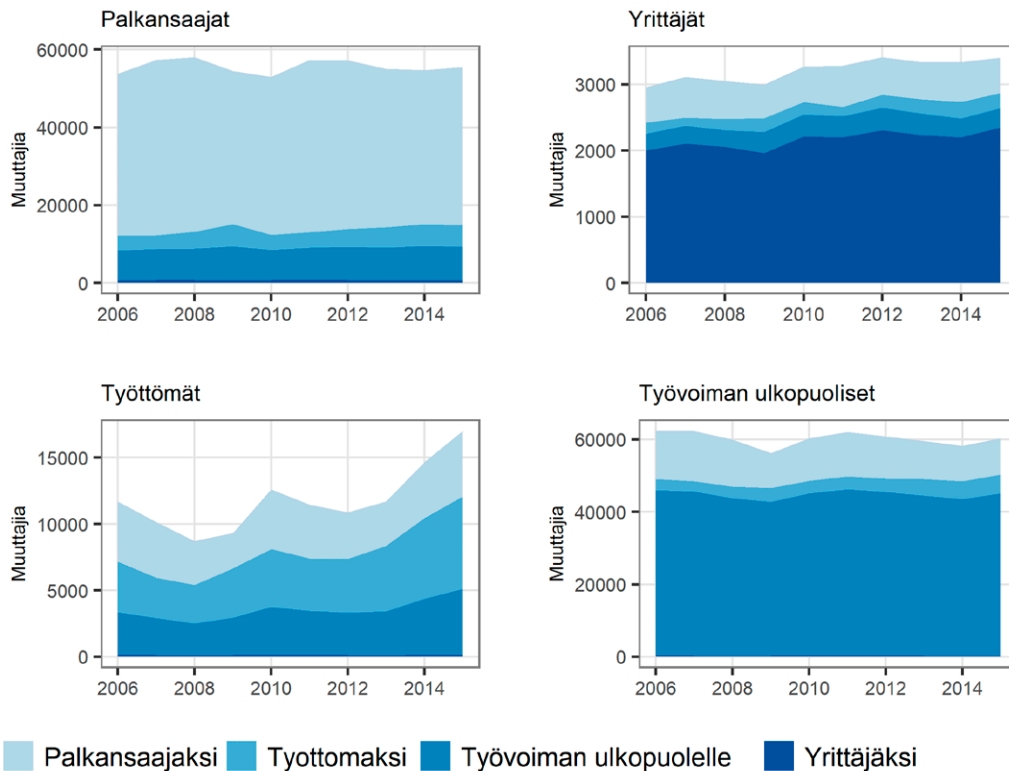 Palkansaajat
Muuttajia
60000
40000
20000
0
2006 2008 2010 2012 2014
Yrittäjät
Muuttajia
3000
2000
1000
0
2006 2008 2010 2012 2014
Työttömät
Muuttajia
15000
10000
5000
0
2006 2008 2010 2012 2014
Työvoiman ulkopuoliset
Muuttajia
60000
40000
20000
0
2006 2008 2010 2012 2014
Palkansaajaksi Tyottomaksi Työvoiman ulkopuolelle Yrittäjäksi